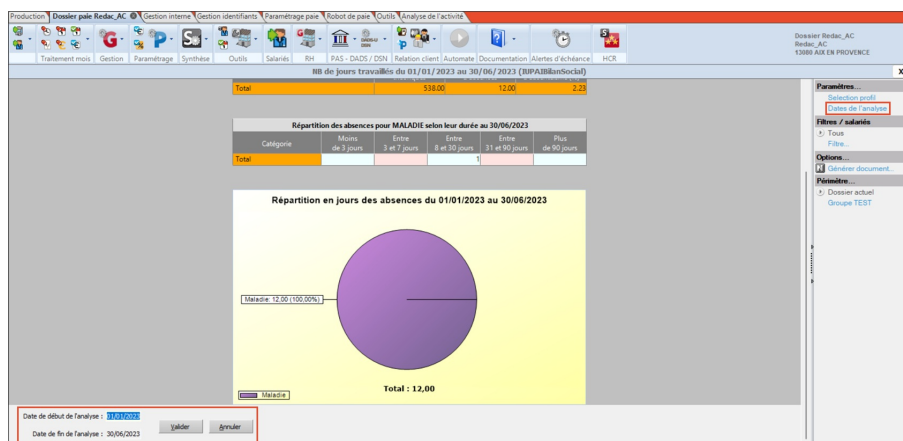 Production Dossier paie Redac_AC Gestion interne Gestion identifiants Paramétrage paie Robot de paie Outils Analyse de l'activité
Traitement mois Gestion Paramétrage Synthèse Outils Salariés RH PAS - DADS / DSN Relation client Automate Documentation Alertes d'échéance HCR
Dossier Redac_AC
Redac_AC
13080 AIX EN PROVENCE
NB de jours travaillés du 01/01/2023 au 30/06/2023 (IUPAIBilanSocial) X
Total 538.00 12.00 2.23
Répartition des absences pour MALADIE selon leur durée au 30/06/2023
Catégorie Moins de 3 jours Entre 3 et 7 jours Entre 8 et 30 jours Entre 31 et 90 jours Plus de 90 jours
Total 1
Répartition en jours des absences du 01/01/2023 au 30/06/2023
Maladie: 12,00 (100,00%)
Total : 12,00
Maladie
Paramètres...
Selection profil
Dates de l'analyse
Filtres / salariés
Tous
Filtre...
Options...
Générer document...
Périmètre...
Dossier actuel
Groupe TEST
Date de début de l'analyse : 01/01/2023
Date de fin de l'analyse : 30/06/2023
Valider Annuler